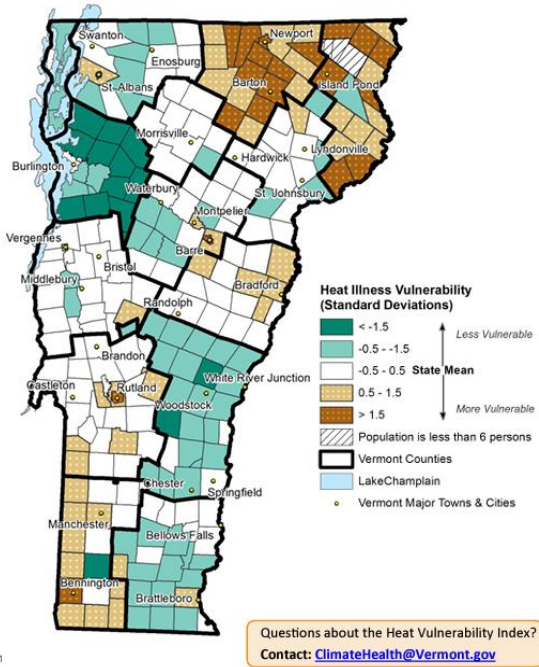 Swanton
Newport
Enosburg
St. Albans
Barton
Island Pond
Morrisville
Hardwick
Lyndonville
Burlington
Waterbury
St. Johnsbury
Montpelier
Vergennes
Barre
Bristol
Middlebury
Bradford
Randolph
Brandon
Castleton
Rutland
White River Junction
Woodstock
Chester
Springfield
Manchester
Bellows Falls
Bennington
Brattleboro
Heat Illness Vulnerability
(Standard Deviations)
< -1.5
Less Vulnerable
-0.5 - -1.5
-0.5 - 0.5 State Mean
0.5 - 1.5
> 1.5
More Vulnerable
Population is less than 6 persons
Vermont Counties
LakeChamplain
Vermont Major Towns & Cities
Questions about the Heat Vulnerability Index?
Contact: ClimateHealth@Vermont.gov